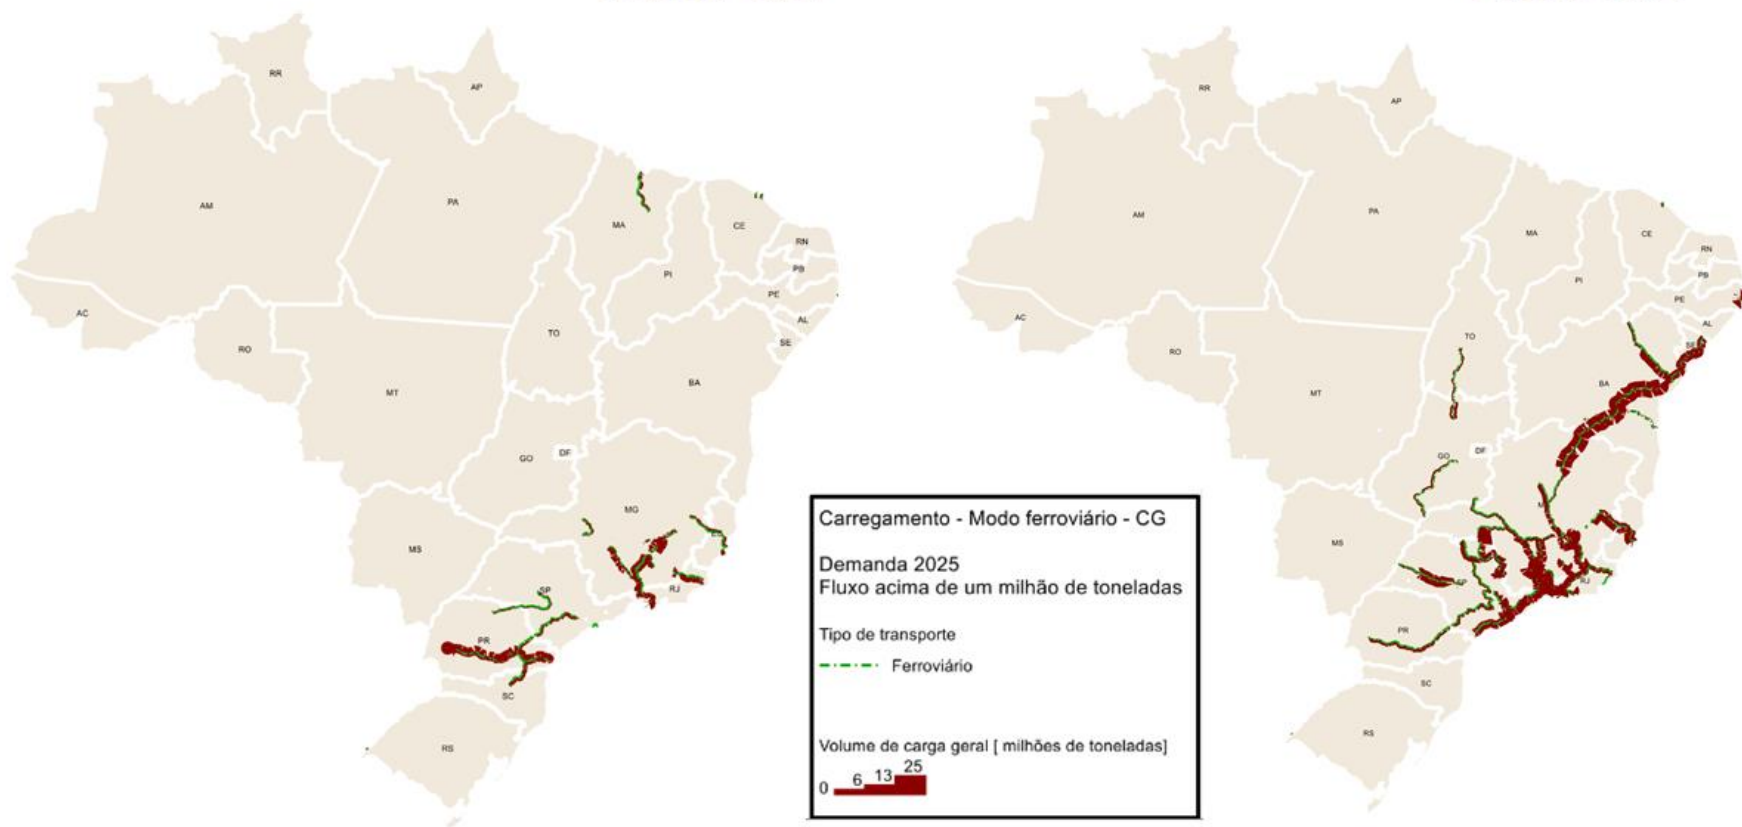 RR
AP
AM
PA
MA
CE
RN
PB
PI
PE
AL
SE
AC
RO
TO
BA
MT
DF
GO
MG
MS
SP
RJ
PR
SC
RS
Carregamento - Modo ferroviário - CG
Demanda 2025
Fluxo acima de um milhão de toneladas
Tipo de transporte
Ferroviário
Volume de carga geral [ milhões de toneladas]
0 6 13 25
RR
AP
AM
PA
MA
CE
RN
PB
PI
PE
AL
SE
AC
RO
TO
BA
MT
DF
GO
MS
SP
RJ
PR
SC
RS